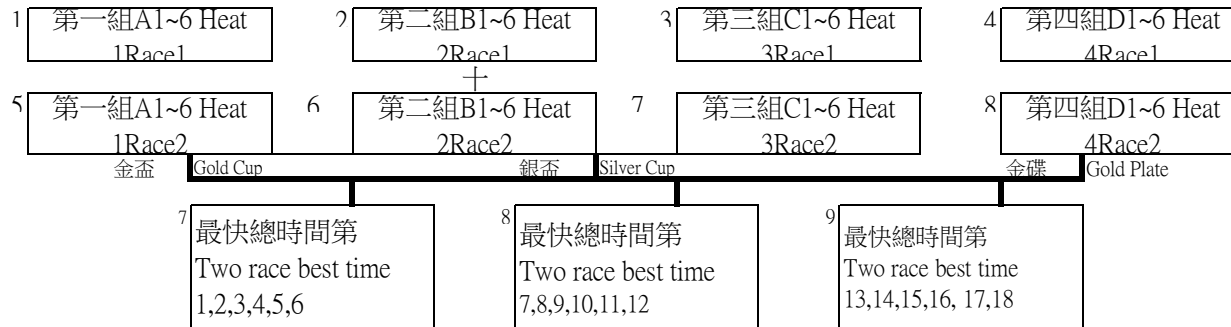 1 第一組A1~6 Heat 2 第二組B1~6 Heat 3 第三組C1~6 Heat 4 第四組D1~6 Heat
1Race1 2Race1 3Race1 4Race1
十
5 第一組A1~6 Heat 6 第二組B1~6 Heat 7 第三組C1~6 Heat 8 第四組D1~6 Heat
1Race2 2Race2 3Race2 4Race2
金盃 Gold Cup 銀盃 Silver Cup 金碟 Gold Plate
7 最快總時間第
Two race best time
1,2,3,4,5,6
8 最快總時間第
Two race best time
7,8,9,10,11,12
9 最快總時間第
Two race best time
13,14,15,16, 17,18